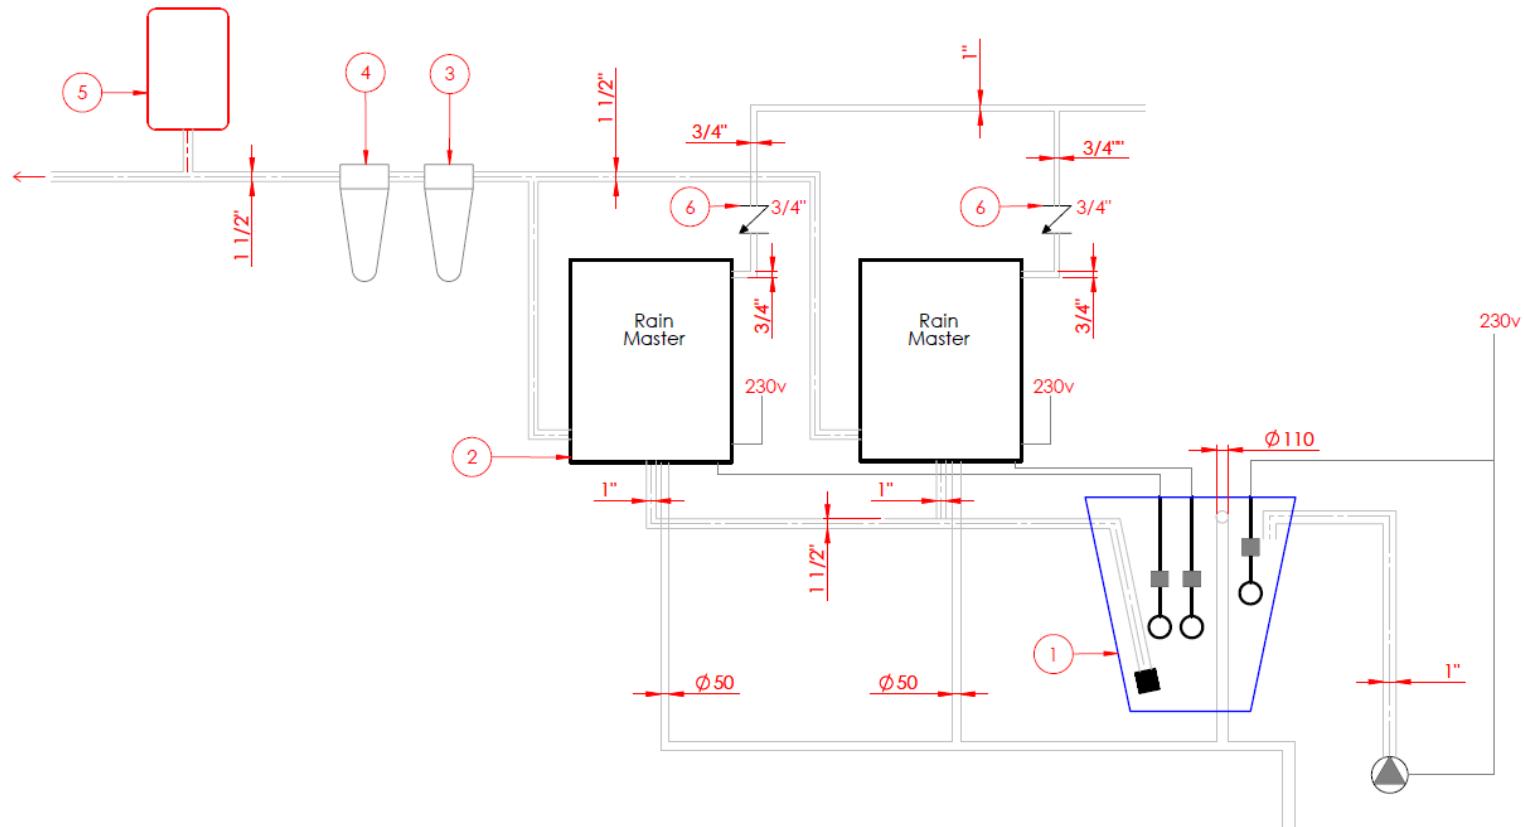 1"
4
3
5
1 1/2"
3/4"
3/4""
6
3/4"
6
3/4"
1 1/2"
Rain
Master
3/4"
Rain
Master
3/4"
230v
230v
230v
2
Ø110
1"
1"
1 1/2"
1
Ø50
Ø50
1"